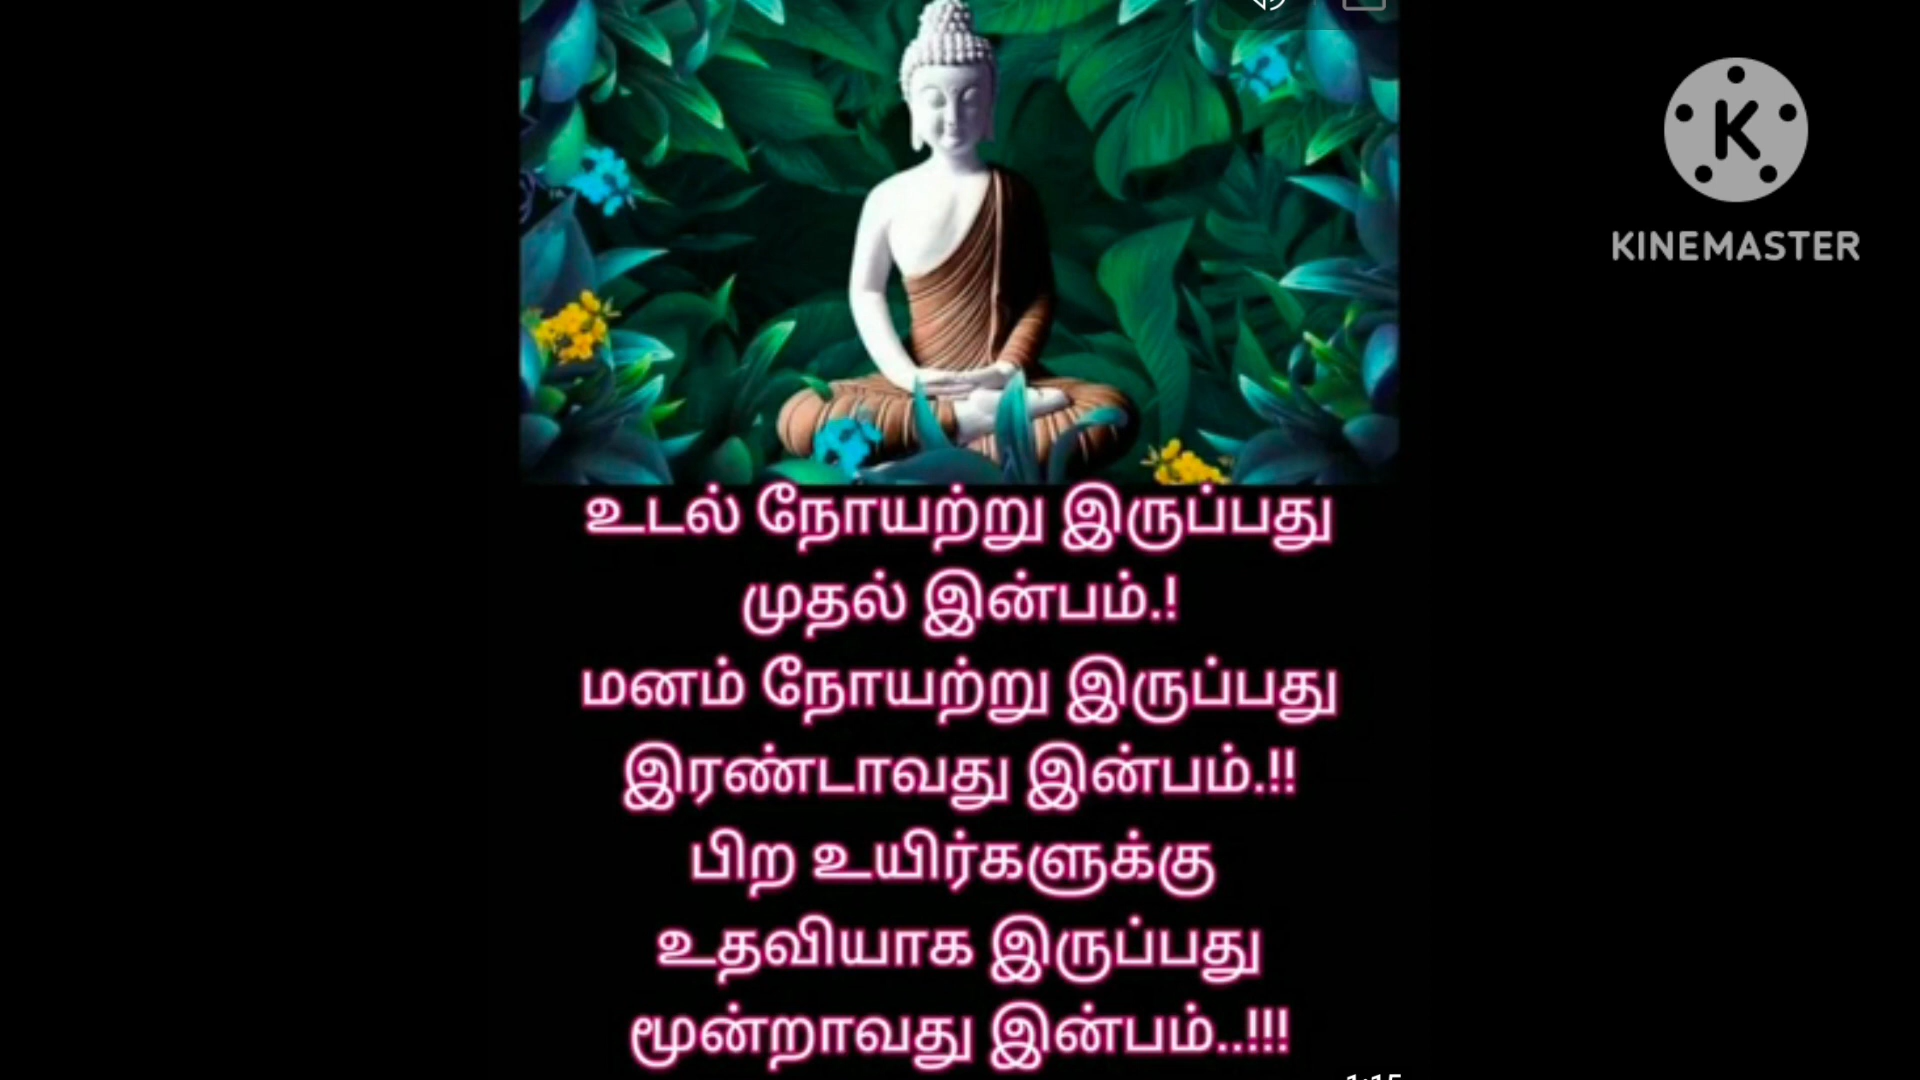 KINEMASTER
உடல் நோயற்று இருப்பது
முதல் இன்பம்.!
மனம் நோயற்று இருப்பது
இரண்டாவது இன்பம்.!!
பிற உயிர்களுக்கு
உதவியாக இருப்பது
மூன்றாவது இன்பம்..!!!